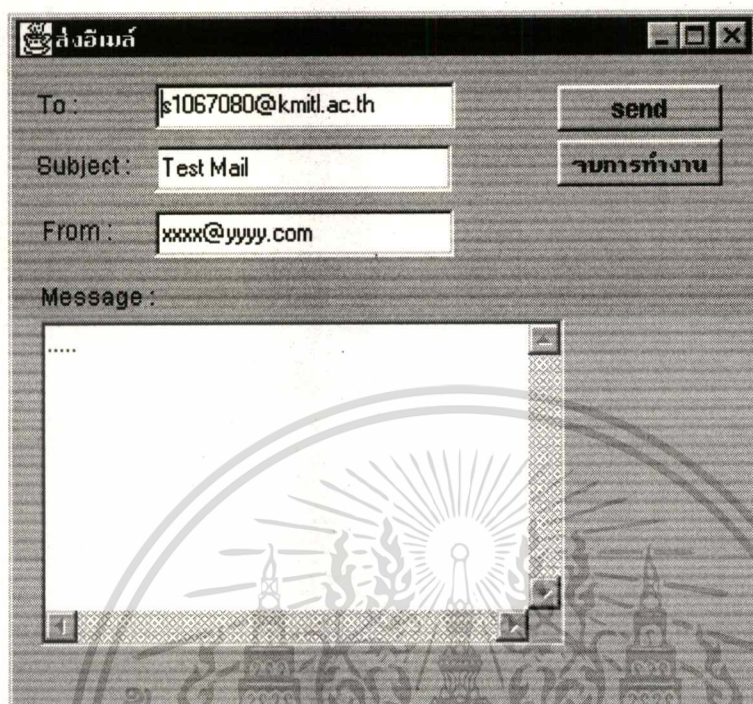 ส่งอีเมล์
To : s1067080@kmitl.ac.th
send
Subject : Test Mail
จบการทำงาน
From : xxxx@yyyy.com
Message :
.....